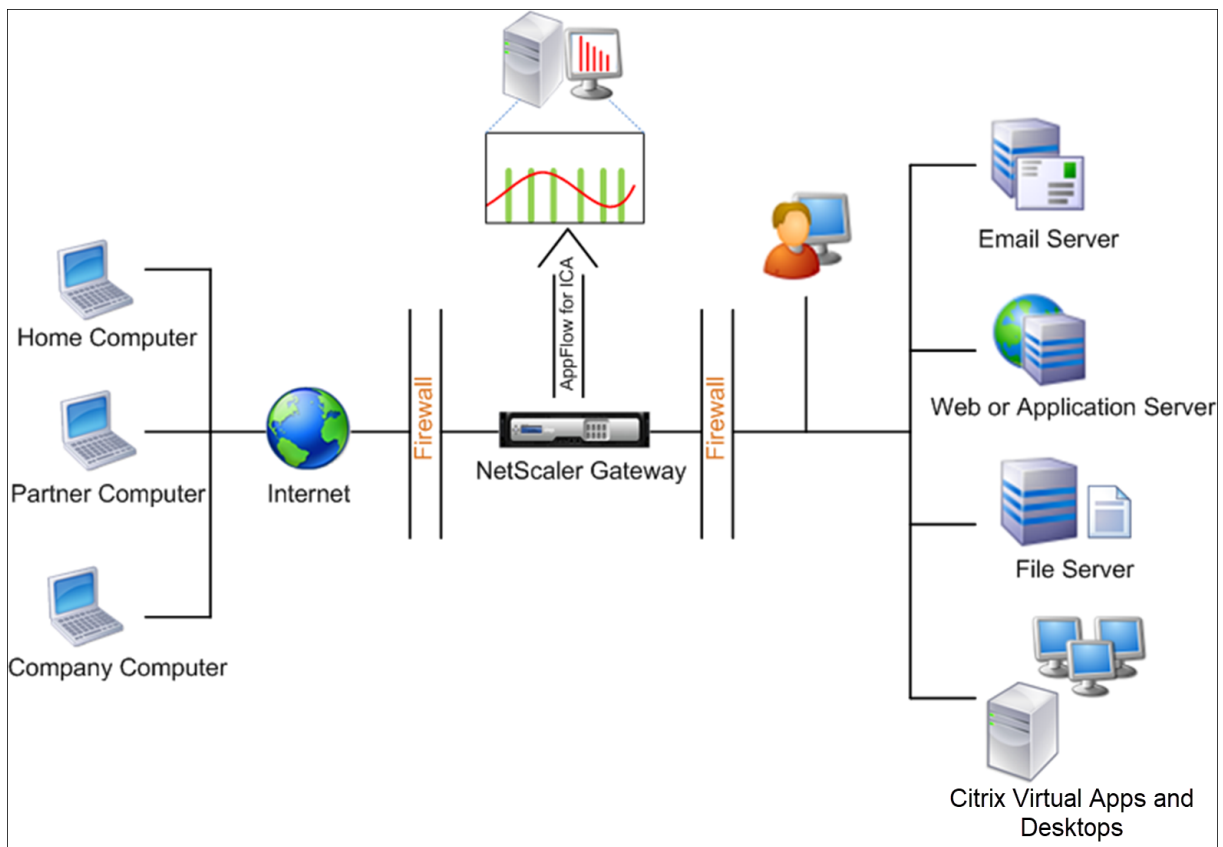 AppFlow for ICA
Home Computer
Partner Computer
Company Computer
Internet
Firewall
NetScaler Gateway
Firewall
Email Server
Web or Application Server
File Server
Citrix Virtual Apps and
Desktops